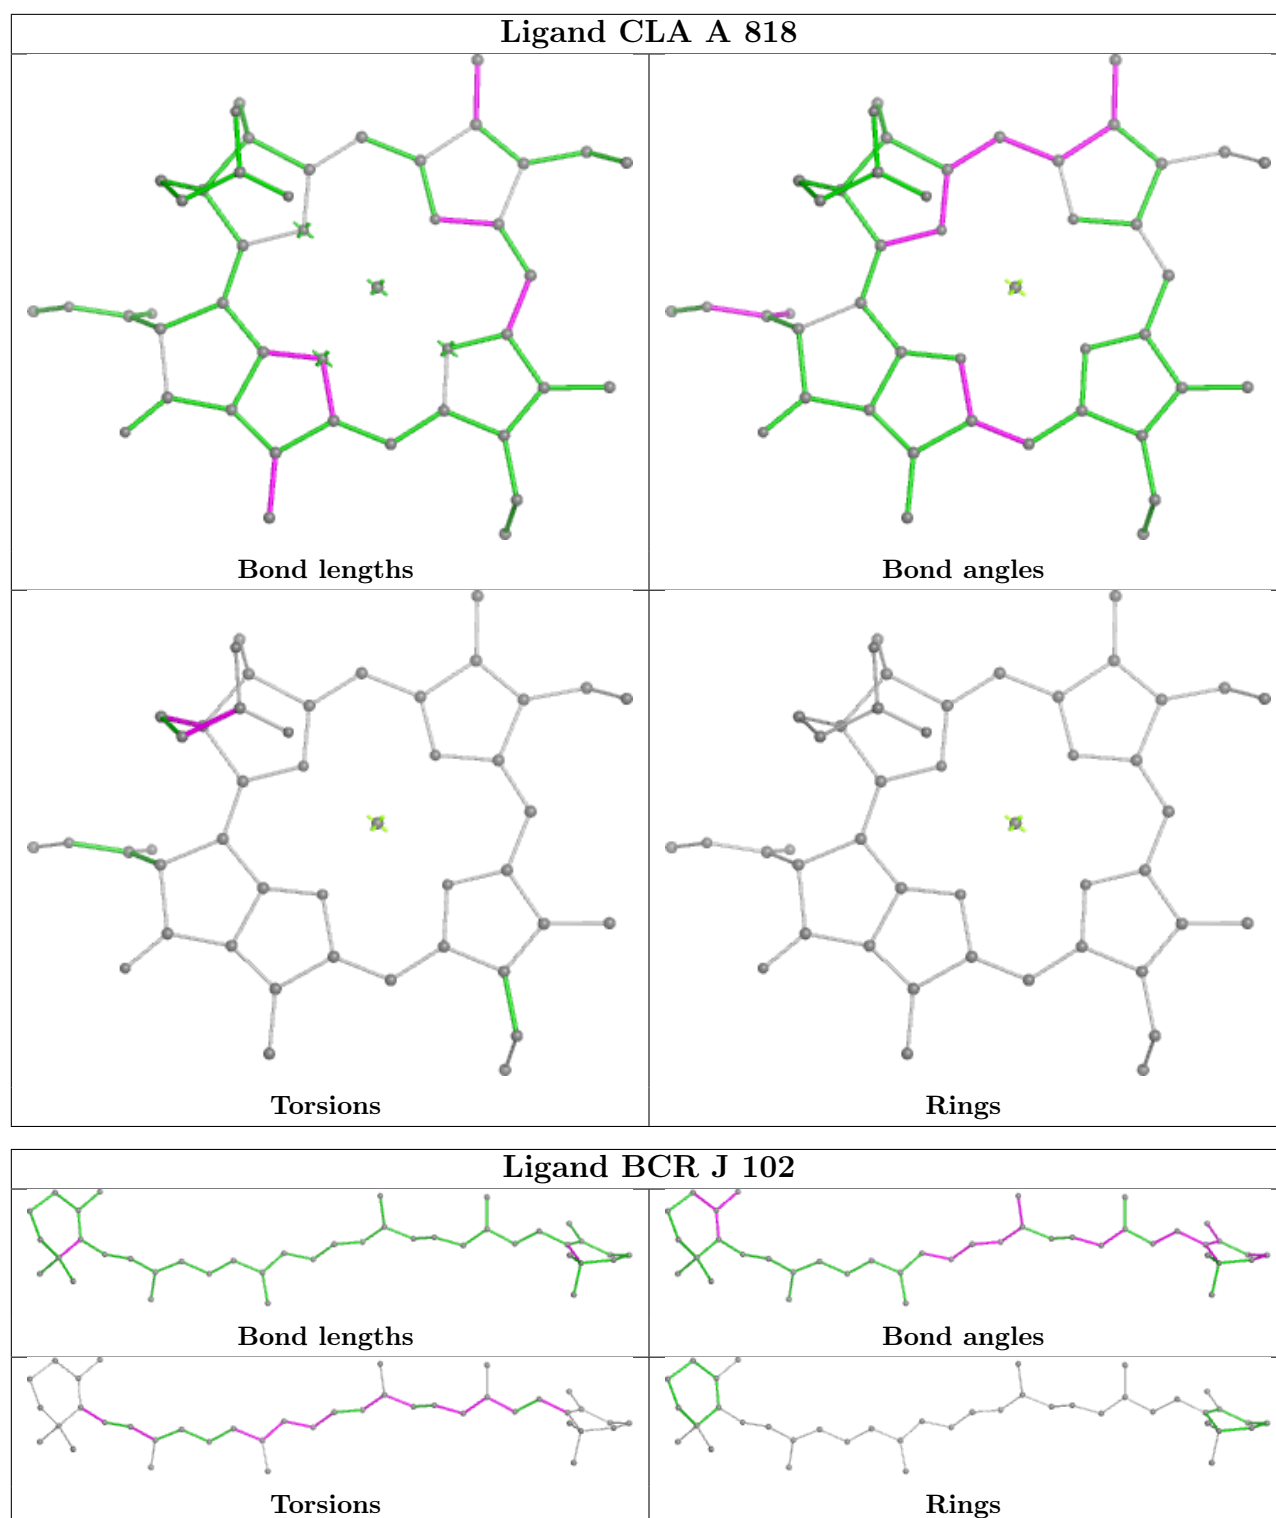 Ligand CLA A 818
Bond lengths
Bond angles
Torsions
Rings
Ligand BCR J 102
Bond lengths
Bond angles
Torsions
Rings